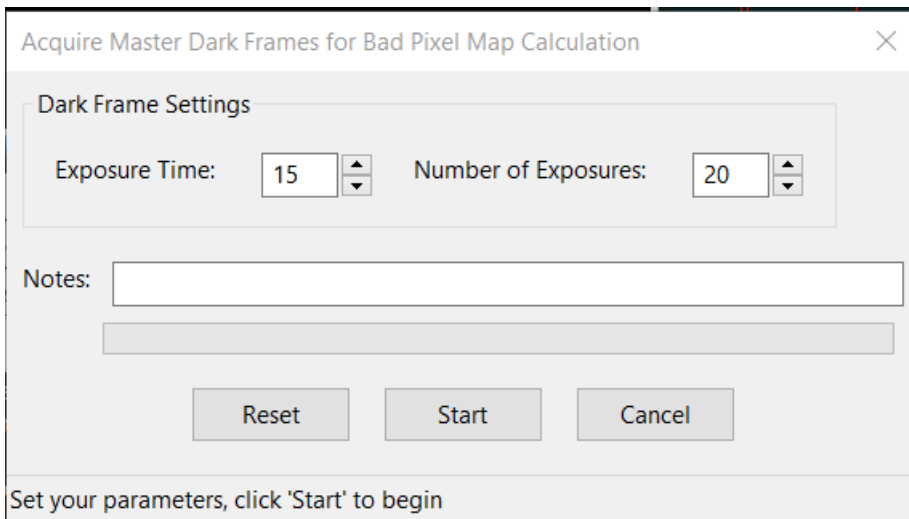 Acquire Master Dark Frames for Bad Pixel Map Calculation
Dark Frame Settings
Exposure Time: 15 Number of Exposures: 20
Notes:
Reset Start Cancel
Set your parameters, click 'Start' to begin